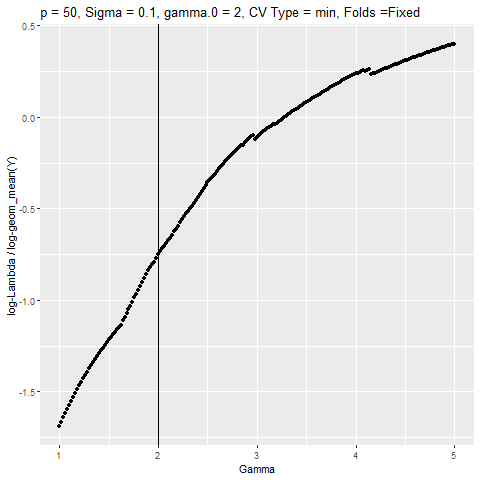 p = 50, Sigma = 0.1, gamma.0 = 2, CV Type = min, Folds =Fixed
0.5
0.0
-0.5
-1.0
-1.5
log-Lambda / log-geom_mean(Y)
1 2 3 4 5
Gamma